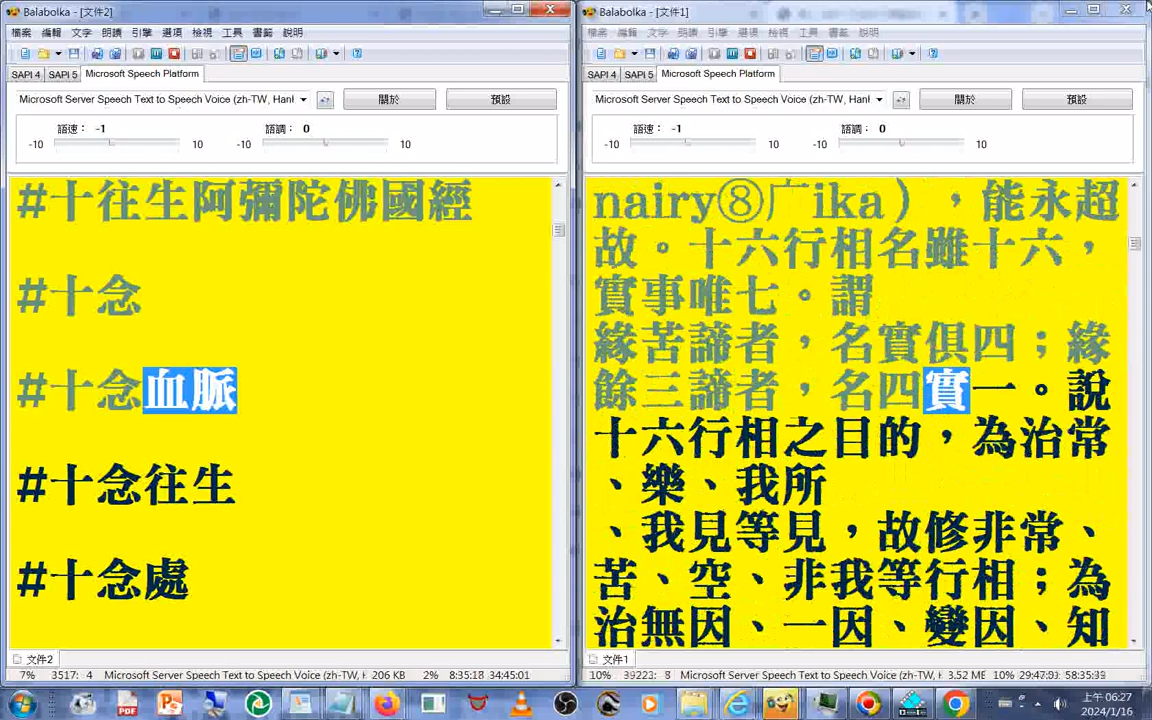 Balabolka - [文件2]
檔案 編輯 文字 朗讀 引擎 選項 檢視 工具 書籤 說明
SAPI 4 SAPI 5 Microsoft Speech Platform
Microsoft Server Speech Text to Speech Voice (zh-TW, Hanl
關於 預設
語速： -1 語調： 0
-10 10 -10 10
#十往生阿彌陀佛國經
#十念
#十念血脈
#十念往生
#十念處
文件2
7% 3517: 4 Microsoft Server Speech Text to Speech Voice (zh-TW, H 206 KB 2% 8:35:18 34:45:01
Balabolka - [文件1]
檔案 編輯 文字 朗讀 引擎 選項 檢視 工具 書籤 說明
SAPI 4 SAPI 5 Microsoft Speech Platform
Microsoft Server Speech Text to Speech Voice (zh-TW, Hanl
關於 預設
語速： -1 語調： 0
-10 10 -10 10
nairy⑧广ika），能永超
故。十六行相名雖十六，
實事唯七。謂
緣苦諦者，名實俱四；緣
餘三諦者，名四實一。說
十六行相之目的，為治常
、樂、我所
、我見等見，故修非常、
苦、空、非我等行相；為
治無因、一因、變因、知
文件1
10% 39223: 8 Microsoft Server Speech Text to Speech Voice (zh-TW, H 3.52 MB 10% 58:35:39
上午 06:27
2024/1/16